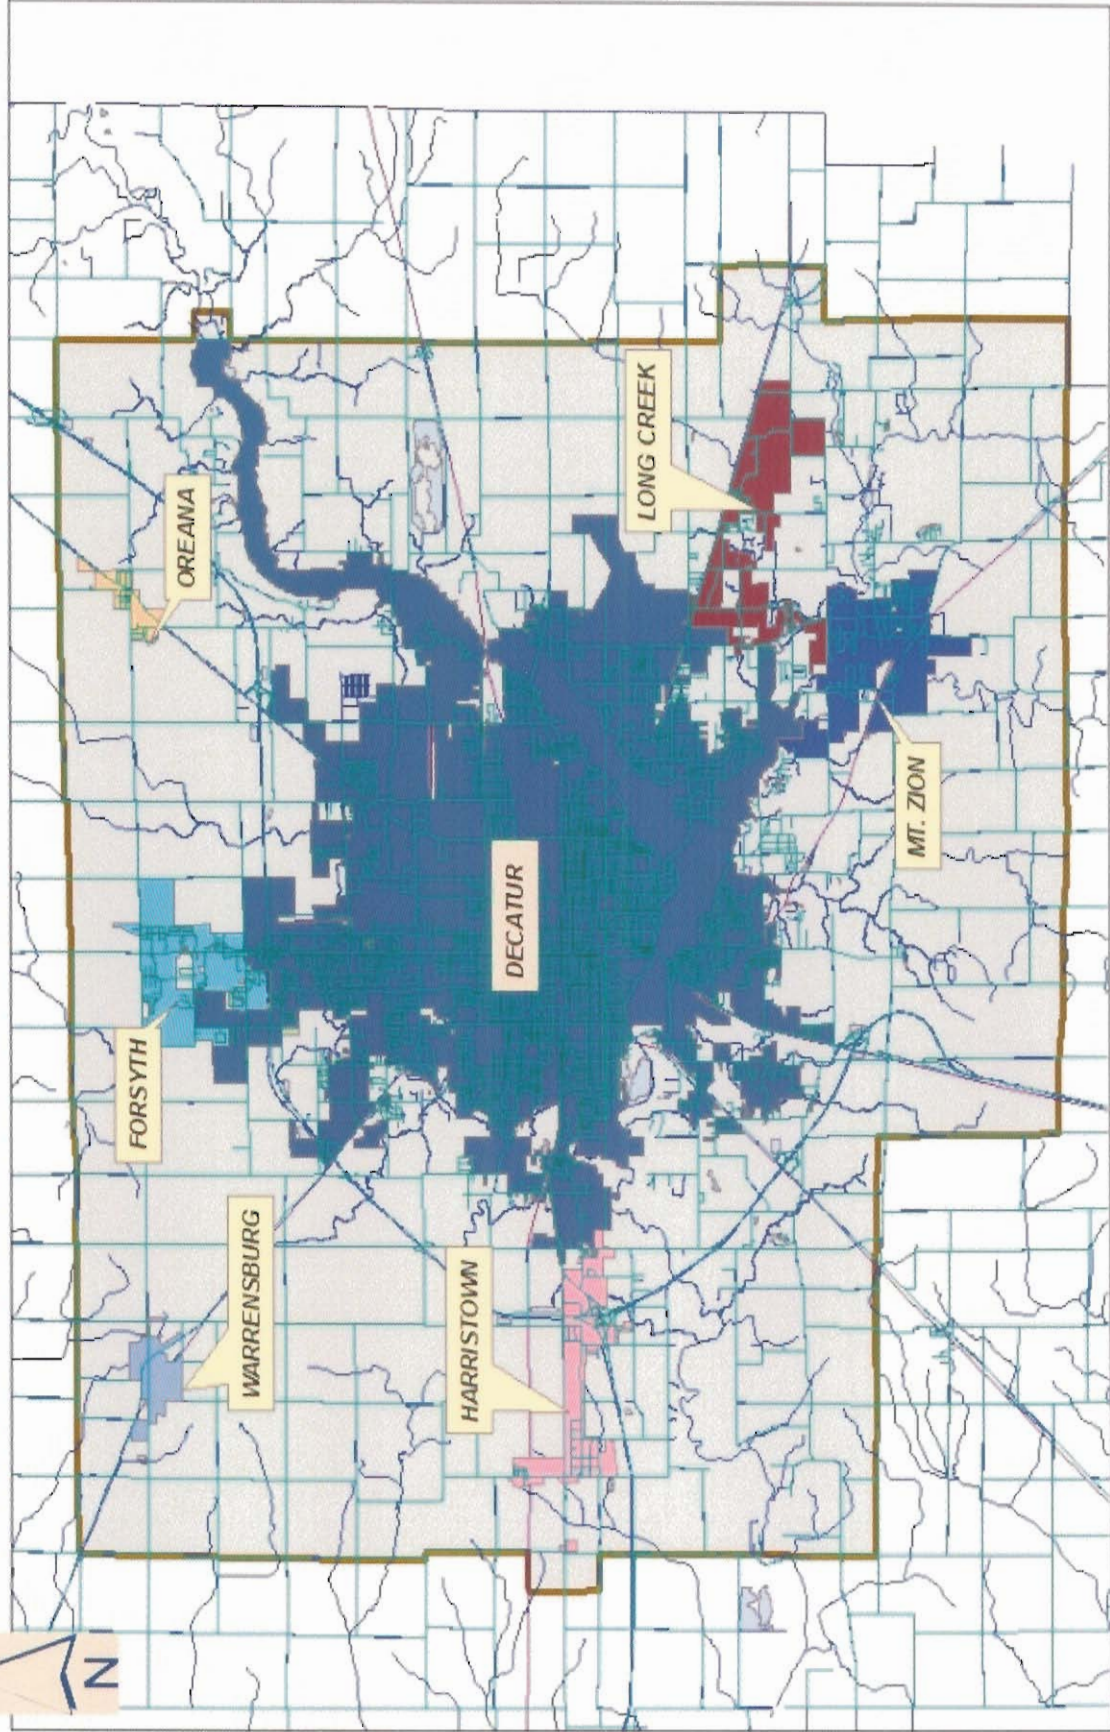 OREANA
FORSYTH
WARRENSBURG
HARRISTOWN
DECATUR
LONG CREEK
MT. ZION
N